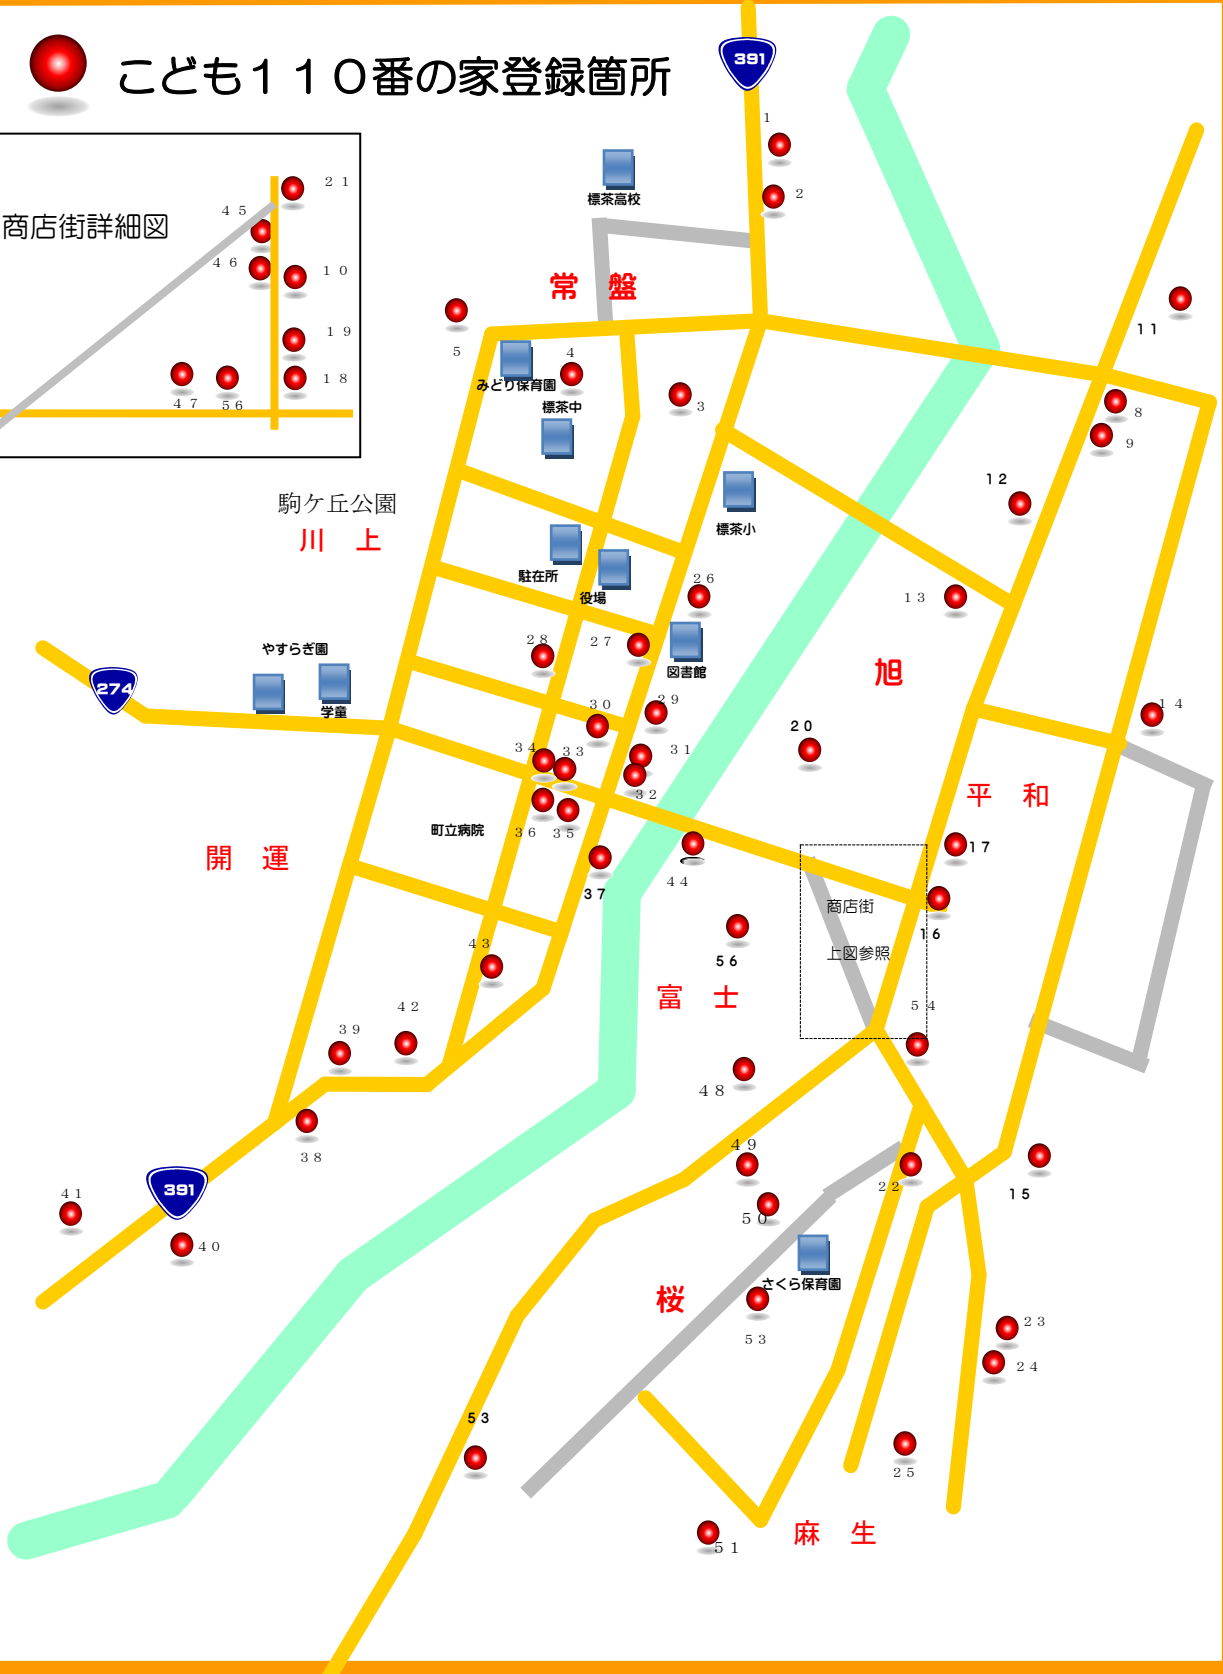 こども１１０番の家登録箇所
391
1
2
標茶高校
商店街詳細図
２１
４５
４６
１０
１９
１８
４７
５６
常　盤
5
4
みどり保育園
標茶中
3
１１
8
9
１２
駒ケ丘公園
川　上
標茶小
駐在所
役場
２６
１３
２８
２７
図書館
やすらぎ園
学童
274
旭
３０
２９
１４
２０
３４
３３
３１
３２
平　和
町立病院
３６
３５
開　運
１７
４４
３７
商店街
１６
上図参照
４３
５６
富　士
４２
５４
３９
４８
４９
３８
２２
１５
391
４１
５０
４０
さくら保育園
桜
５３
２３
２４
５３
２５
麻　生
５１